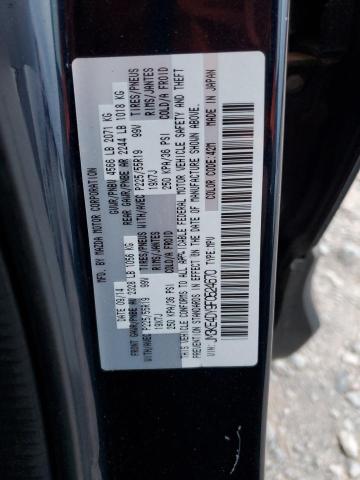 MFD. BY: MAZDA MOTOR CORPORATION
MADE IN JAPAN
DATE: 09/14
GVWR/PNBV 4566 LB 2071 KG
FRONT GAWR/PNBE AV 2328 LB 1056 KG
REAR GAWR/PNBE AR 2244 LB 1018 KG
WITH/AVEC P225/55R19 99V TIRES/PNEUS
WITH/AVEC P225/55R19 99V TIRES/PNEUS
19X7J RIMS/JANTES
19X7J RIMS/JANTES
250 KPA/36 PSI COLD/A FROID
250 KPA/36 PSI COLD/A FROID
THIS VEHICLE CONFORMS TO ALL APPLICABLE FEDERAL MOTOR VEHICLE SAFETY AND THEFT
PREVENTION STANDARDS IN EFFECT ON THE DATE OF MANUFACTURE SHOWN ABOVE.
COLOR CODE: 42M
TYPE: MPV